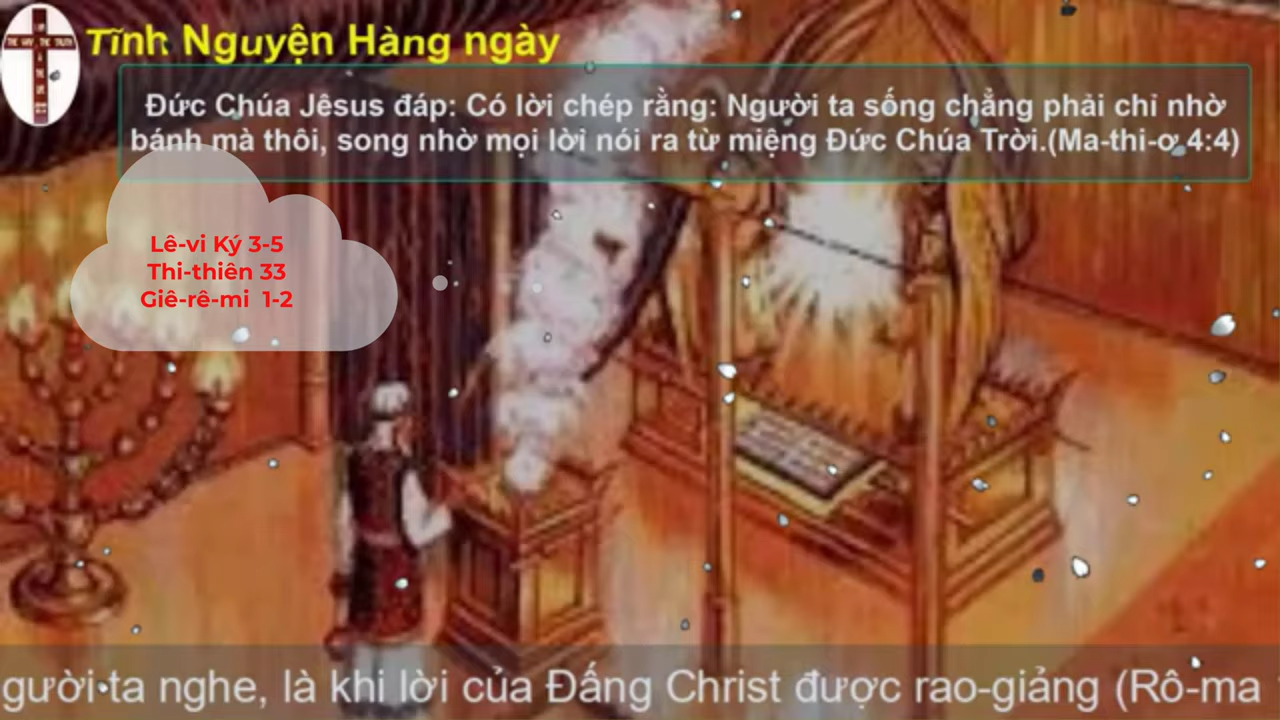 Tĩnh Nguyện Hàng ngày
Đức Chúa Jêsus đáp: Có lời chép rằng: Người ta sống chẳng phải chỉ nhờ
bánh mà thôi, song nhờ mọi lời nói ra từ miệng Đức Chúa Trời.(Ma-thi-ơ 4:4)
Lê-vi Ký 3-5
Thi-thiên 33
Giê-rê-mi 1-2
gười ta nghe, là khi lời của Đấng Christ được rao-giảng (Rô-ma